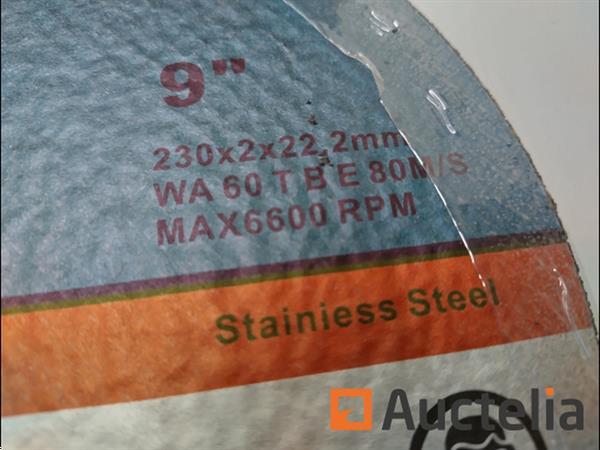 9"
230x2x22,2mm
WA 60 T B E 80M/S
MAX6600 RPM
Stainiess Steel
Auctelia